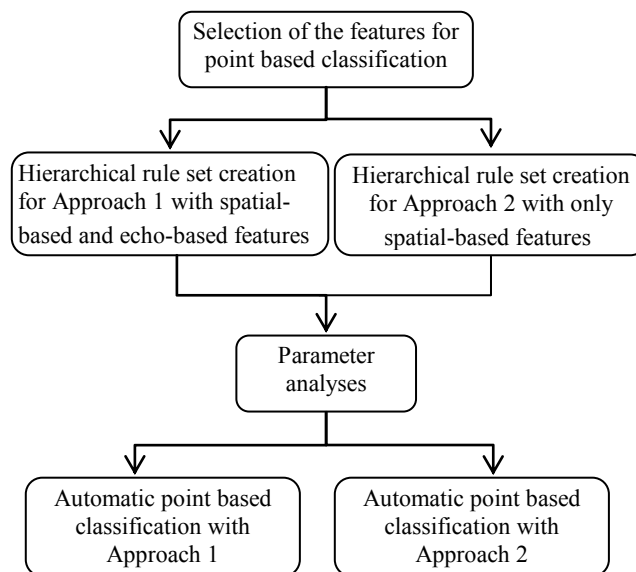 Selection of the features for
point based classification
Hierarchical rule set creation
for Approach 1 with spatial-
based and echo-based features
Hierarchical rule set creation
for Approach 2 with only
spatial-based features
Parameter
analyses
Automatic point based
classification with
Approach 1
Automatic point based
classification with
Approach 2